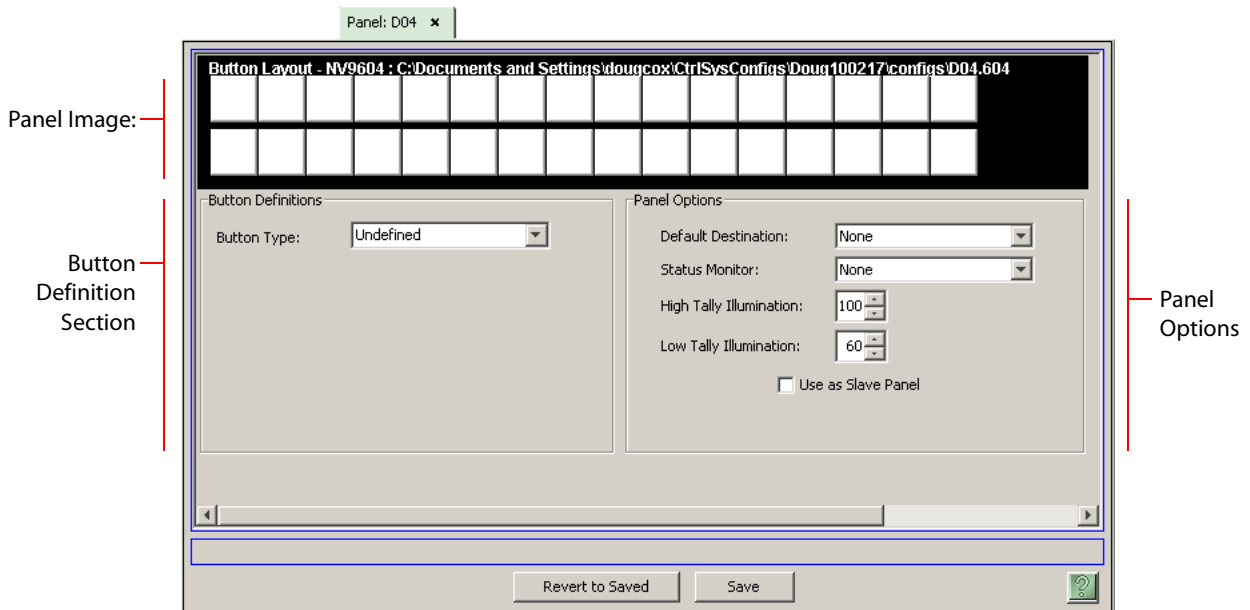 Panel: D04 ×
Button Layout - NV9604 : C:\Documents and Settings\dougcox\CtrlSysConfigs\Doug100217\configs\D04.604
Panel Image:
Button Definitions
Button Type: Undefined
Button
Definition
Section
Panel Options
Default Destination: None
Status Monitor: None
High Tally Illumination: 100
Low Tally Illumination: 60
Use as Slave Panel
Panel
Options
Revert to Saved
Save
?